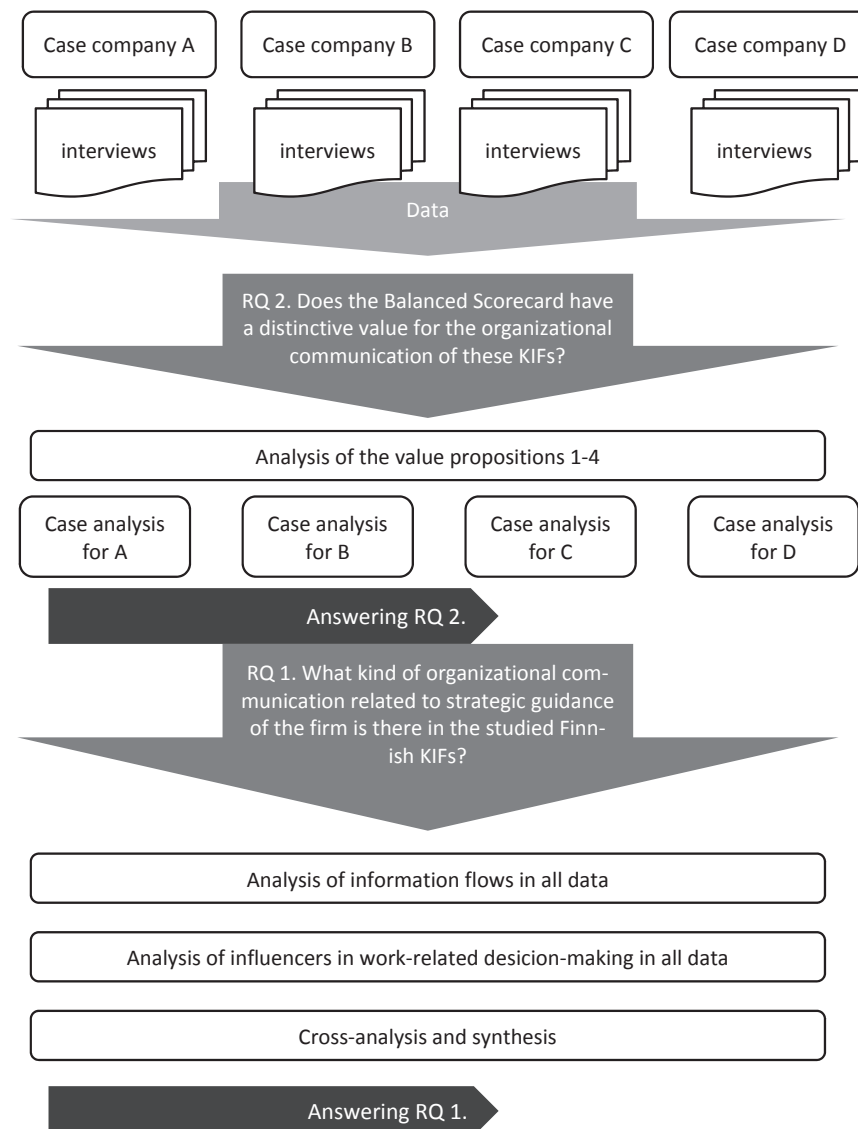 Case company A
Case company B
Case company C
Case company D
interviews
interviews
interviews
interviews
Data
RQ 2. Does the Balanced Scorecard have
a distinctive value for the organizational
communication of these KIFs?
Analysis of the value propositions 1-4
Case analysis
for A
Case analysis
for B
Case analysis
for C
Case analysis
for D
Answering RQ 2.
RQ 1. What kind of organizational com-
munication related to strategic guidance
of the firm is there in the studied Finn-
ish KIFs?
Analysis of information flows in all data
Analysis of influencers in work-related desicion-making in all data
Cross-analysis and synthesis
Answering RQ 1.